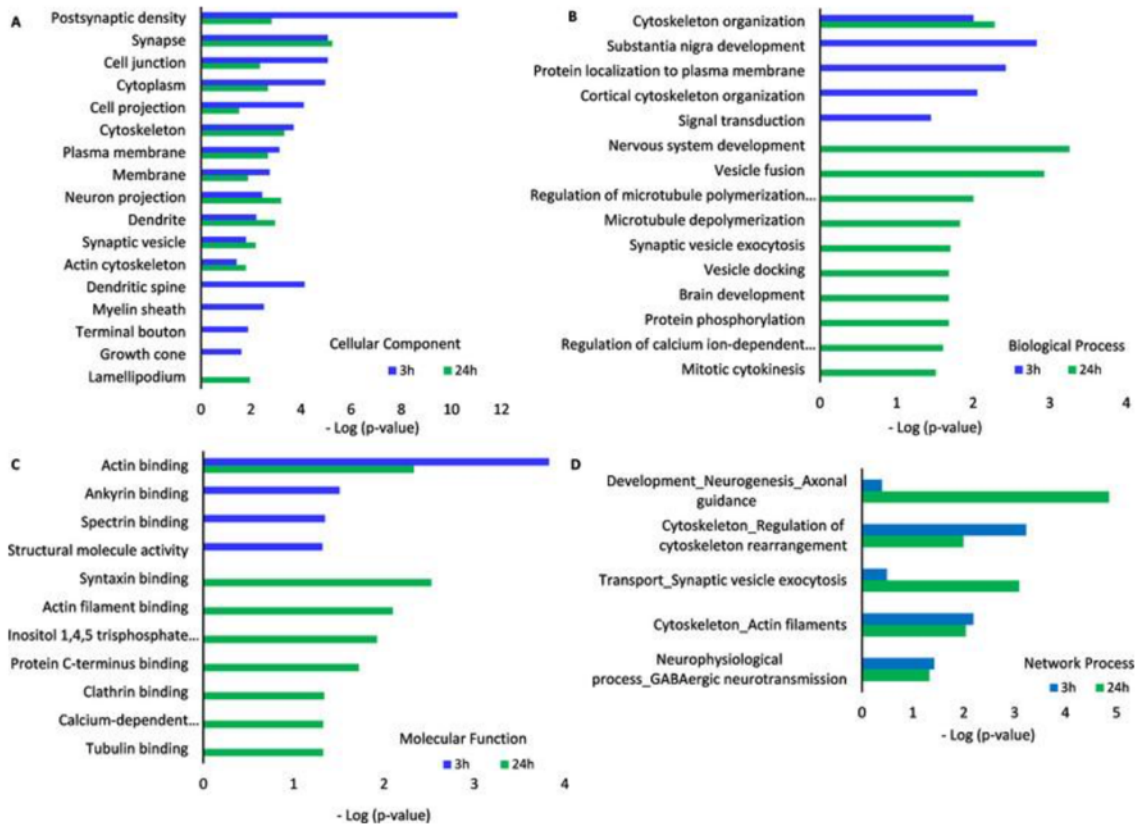 A
Postsynaptic density
Synapse
Cell junction
Cytoplasm
Cell projection
Cytoskeleton
Plasma membrane
Membrane
Neuron projection
Dendrite
Synaptic vesicle
Actin cytoskeleton
Dendritic spine
Myelin sheath
Terminal bouton
Growth cone
Lamellipodium
Cellular Component
3h 24h
0 2 4 6 8 10 12
- Log (p-value)
B
Cytoskeleton organization
Substantia nigra development
Protein localization to plasma membrane
Cortical cytoskeleton organization
Signal transduction
Nervous system development
Vesicle fusion
Regulation of microtubule polymerization...
Microtubule depolymerization
Synaptic vesicle exocytosis
Vesicle docking
Brain development
Protein phosphorylation
Regulation of calcium ion-dependent...
Mitotic cytokinesis
Biological Process
3h 24h
0 1 2 3 4
- Log (p-value)
C
Actin binding
Ankyrin binding
Spectrin binding
Structural molecule activity
Syntaxin binding
Actin filament binding
Inositol 1,4,5 trisphosphate...
Protein C-terminus binding
Clathrin binding
Calcium-dependent...
Tubulin binding
Molecular Function
3h 24h
0 1 2 3 4
- Log (p-value)
D
Development_Neurogenesis_Axonal
guidance
Cytoskeleton_Regulation of
cytoskeleton rearrangement
Transport_Synaptic vesicle exocytosis
Cytoskeleton_Actin filaments
Neurophysiological
process_GABAergic neurotransmission
Network Process
3h 24h
0 1 2 3 4 5
- Log (p-value)